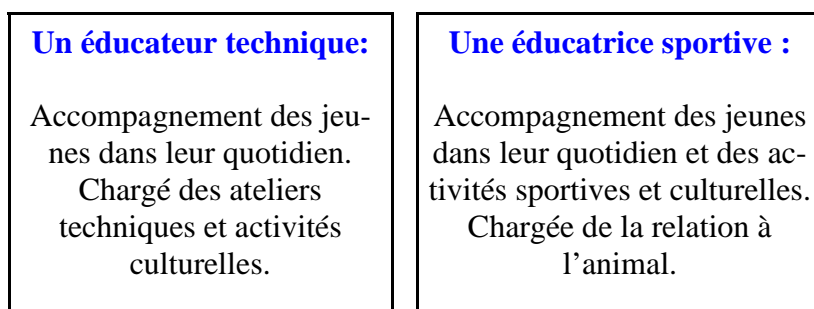 Un éducateur technique:
Accompagnement des jeu-
nes dans leur quotidien.
Chargé des ateliers
techniques et activités
culturelles.
Une éducatrice sportive :
Accompagnement des jeunes
dans leur quotidien et des ac-
tivités sportives et culturelles.
Chargée de la relation à
l’animal.